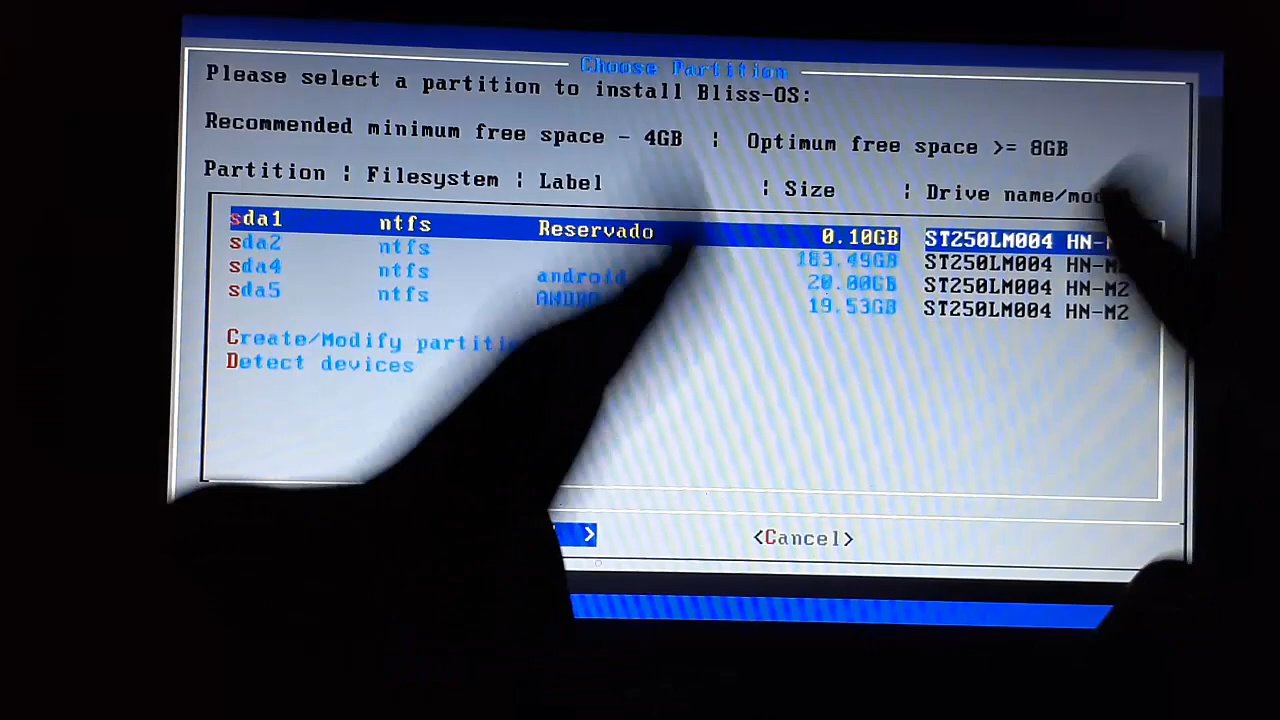 Choose Partition
Please select a partition to install Bliss-OS:
Recommended minimum free space - 4GB ¦ Optimum free space >= 8GB
Partition ¦ Filesystem ¦ Label ¦ Size ¦ Drive name/mod
sda1 ntfs Reservado 0.10GB ST250LM004 HN-M
sda2 ntfs 183.49GB ST250LM004 HN-M2
sda4 ntfs android 20.00GB ST250LM004 HN-M2
sda5 ntfs ANDRO 19.53GB ST250LM004 HN-M2
Create/Modify partiti
Detect devices
> <Cancel>